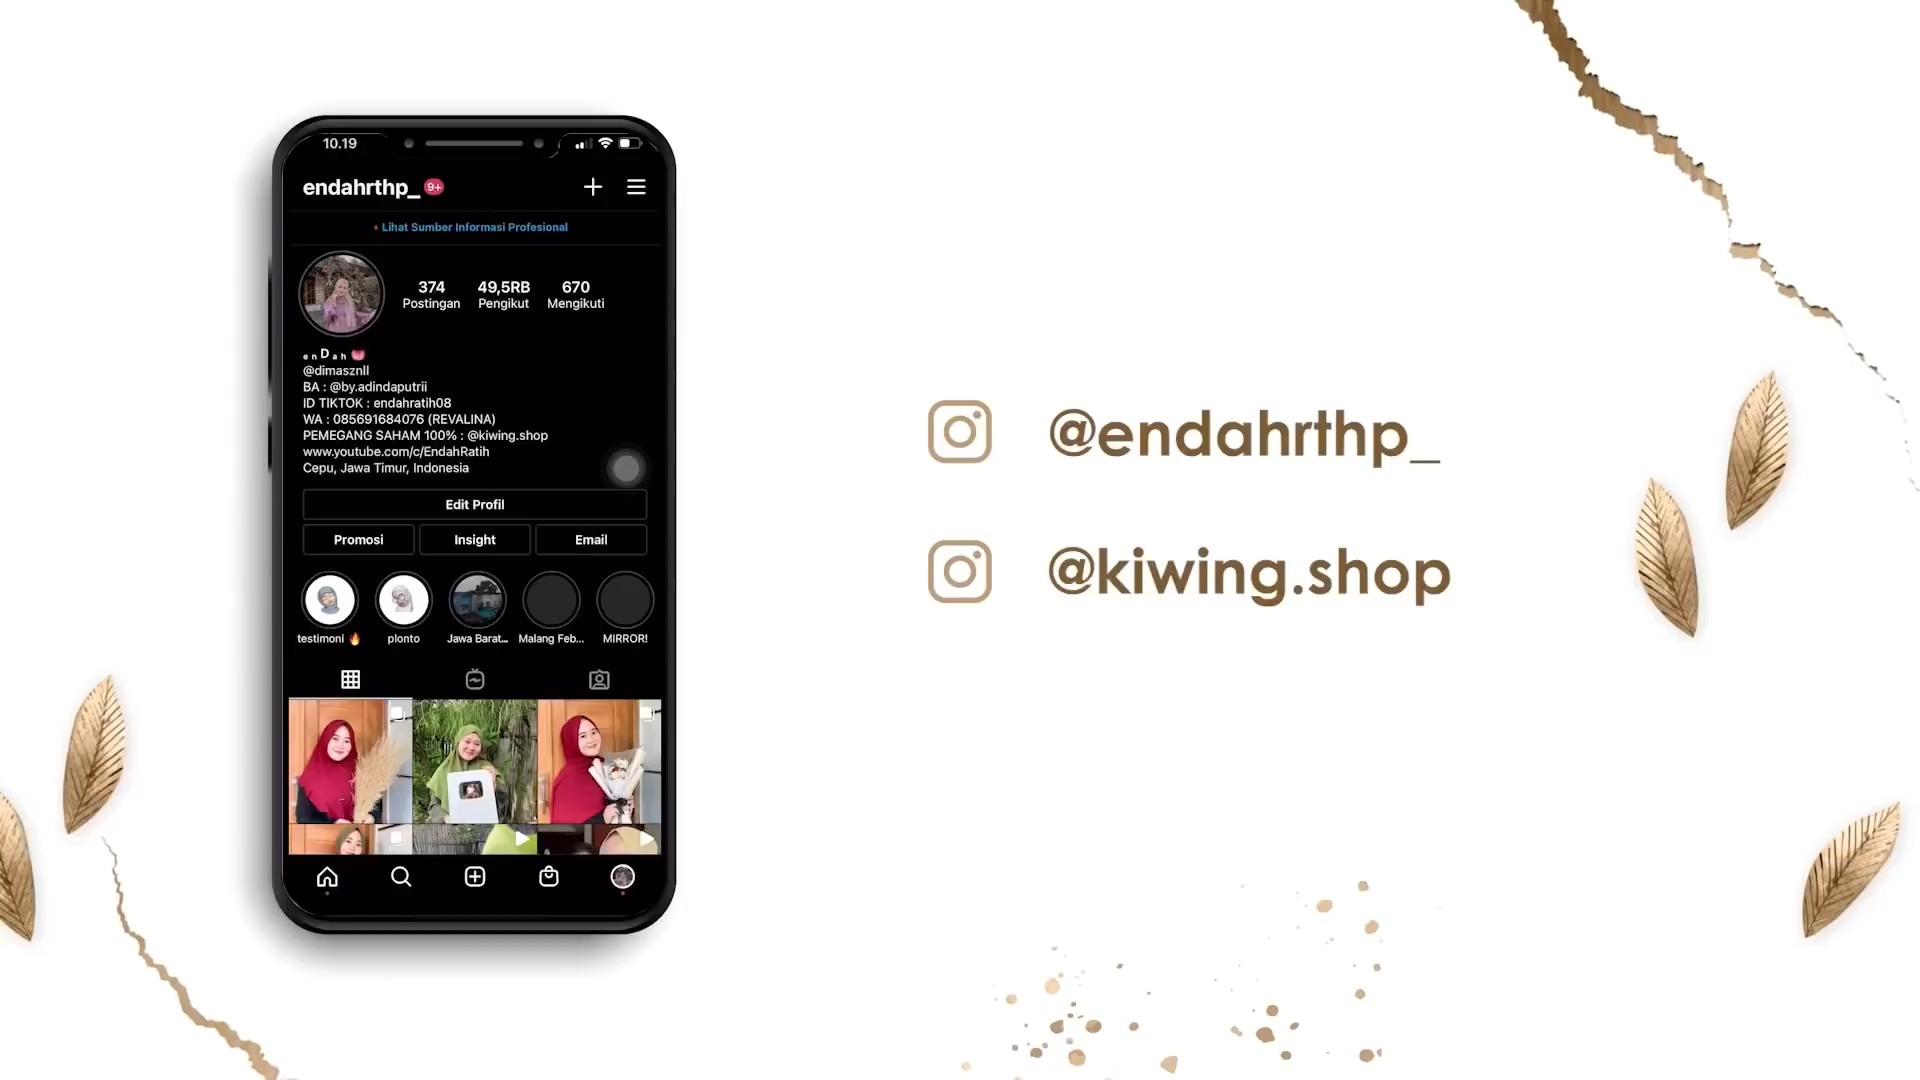 10.19
endahrthp_ 9+
Lihat Sumber Informasi Profesional
374 49,5RB 670
Postingan Pengikut Mengikuti
ₑₙDₐₕ 👅
@dimasznll
BA : @by.adindaputrii
ID TIKTOK : endahratih08
WA : 085691684076 (REVALINA)
PEMEGANG SAHAM 100% : @kiwing.shop
www.youtube.com/c/EndahRatih
Cepu, Jawa Timur, Indonesia
Edit Profil
Promosi Insight Email
testimoni 🔥 plonto Jawa Barat... Malang Feb... MIRROR!
@endahrthp_
@kiwing.shop